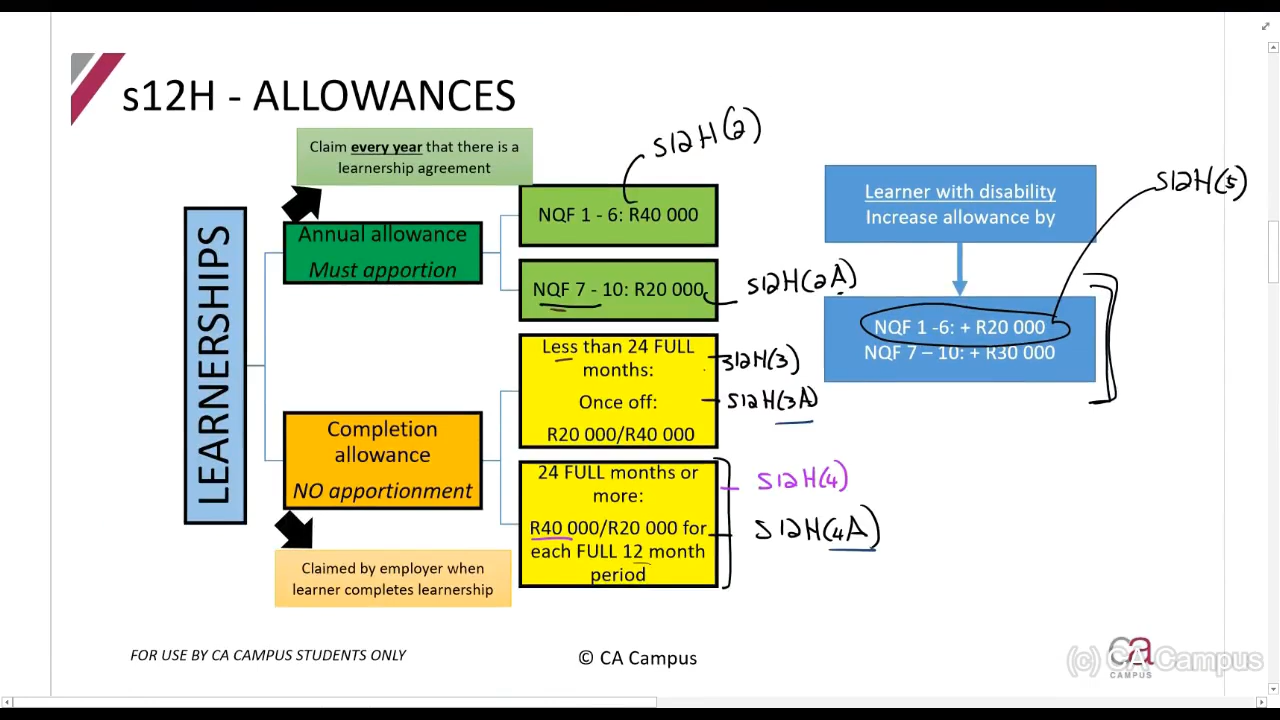 s12H - ALLOWANCES
Claim every year that there is a
learnership agreement
s12H(2)
LEARNERSHIPS
Annual allowance
Must apportion
NQF 1 - 6: R40 000
NQF 7 - 10: R20 000
s12H(2A)
Learner with disability
Increase allowance by
s12H(5)
NQF 1 -6: + R20 000
NQF 7 – 10: + R30 000
Completion
allowance
NO apportionment
Less than 24 FULL
months:
Once off:
R20 000/R40 000
s12H(3)
s12H(3A)
24 FULL months or
more:
R40 000/R20 000 for
each FULL 12 month
period
s12H(4)
s12H(4A)
Claimed by employer when
learner completes learnership
FOR USE BY CA CAMPUS STUDENTS ONLY
© CA Campus
ca
CAMPUS
(c) CA Campus